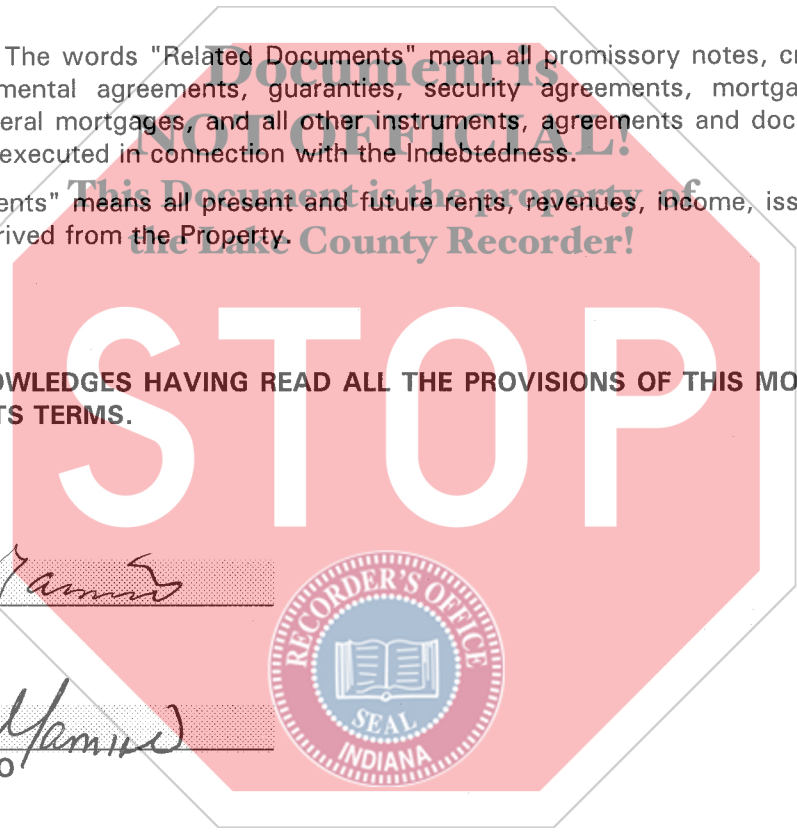 The words "Related Documents" mean all promissory notes, cr
mental agreements, guaranties, security agreements, mortga
eral mortgages, and all other instruments, agreements and doc
executed in connection with the Indebtedness.
ents" means all present and future rents, revenues, income, iss
rived from the Property.
Document is
NOT OFFICIAL!
This Document is the property of
the Lake County Recorder!
STOP
OWLEDGES HAVING READ ALL THE PROVISIONS OF THIS MO
TS TERMS.
RECORDER'S OFFICE
SEAL
INDIANA
O